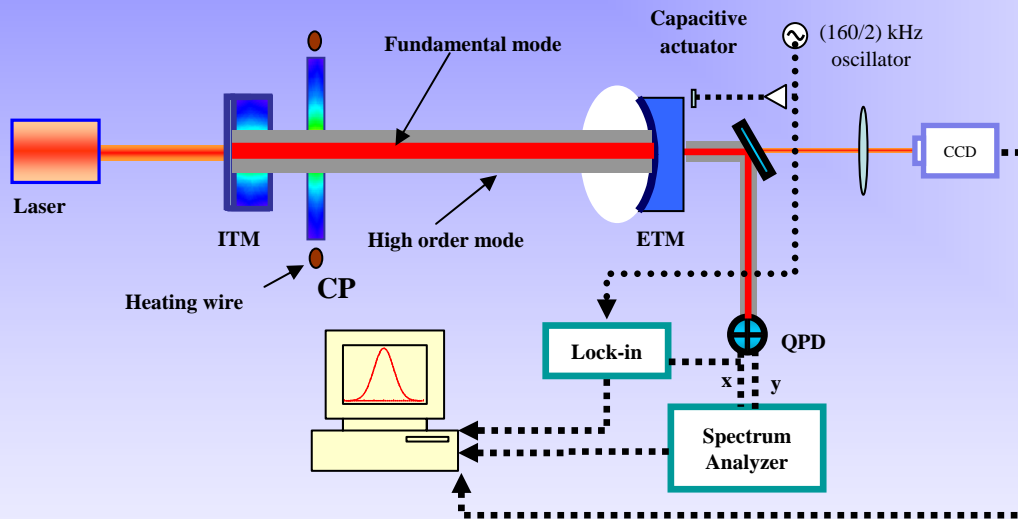 Capacitive
actuator
(160/2) kHz
oscillator
Fundamental mode
CCD
Laser
ITM
High order mode
ETM
Heating wire
CP
Lock-in
QPD
x
y
Spectrum
Analyzer